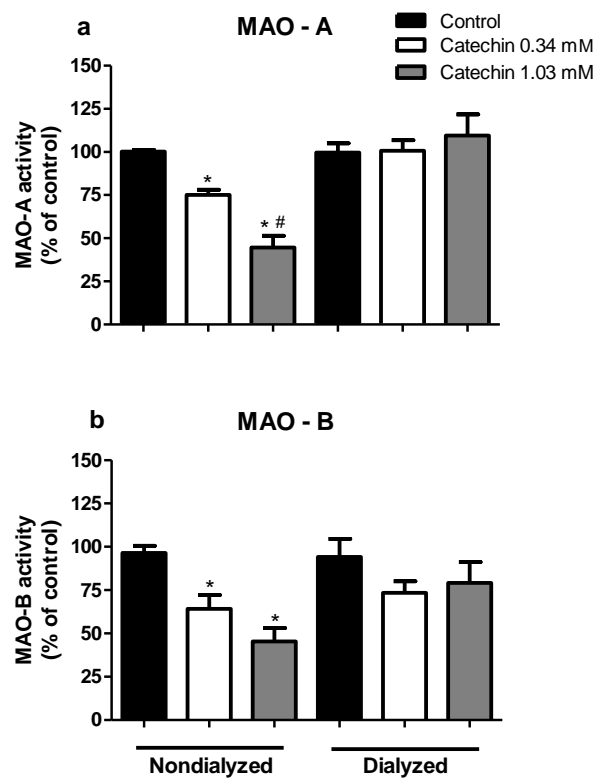 a
MAO - A
Control
Catechin 0.34 mM
Catechin 1.03 mM
MAO-A activity
(% of control)
150
125
100
75
50
25
0
*
* #
b
MAO - B
MAO-B activity
(% of control)
150
100
75
50
25
0
*
*
Nondialyzed
Dialyzed